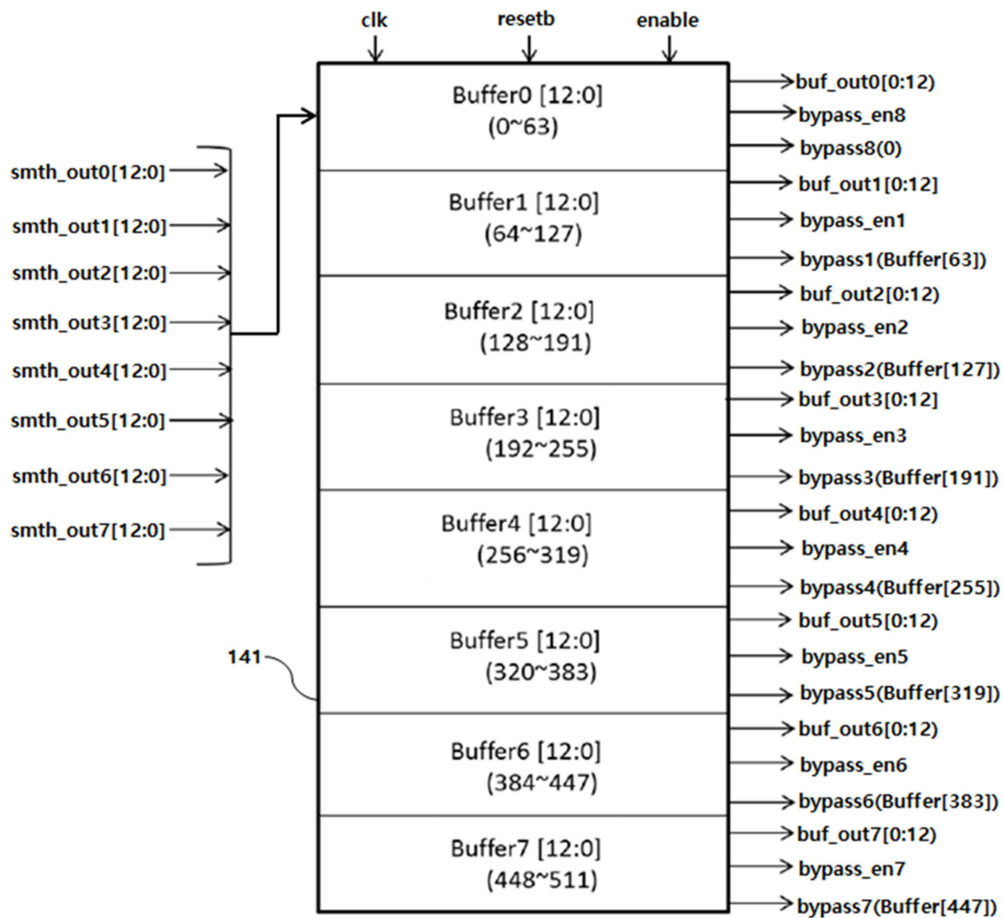 clk resetb enable
smth_out0[12:0]
smth_out1[12:0]
smth_out2[12:0]
smth_out3[12:0]
smth_out4[12:0]
smth_out5[12:0]
smth_out6[12:0]
smth_out7[12:0]
141
Buffer0 [12:0]
(0~63)
Buffer1 [12:0]
(64~127)
Buffer2 [12:0]
(128~191)
Buffer3 [12:0]
(192~255)
Buffer4 [12:0]
(256~319)
Buffer5 [12:0]
(320~383)
Buffer6 [12:0]
(384~447)
Buffer7 [12:0]
(448~511)
buf_out0[0:12)
bypass_en8
bypass8(0)
buf_out1[0:12]
bypass_en1
bypass1(Buffer[63])
buf_out2[0:12)
bypass_en2
bypass2(Buffer[127])
buf_out3[0:12]
bypass_en3
bypass3(Buffer[191])
buf_out4[0:12)
bypass_en4
bypass4(Buffer[255])
buf_out5[0:12)
bypass_en5
bypass5(Buffer[319])
buf_out6[0:12)
bypass_en6
bypass6(Buffer[383])
buf_out7[0:12)
bypass_en7
bypass7(Buffer[447])